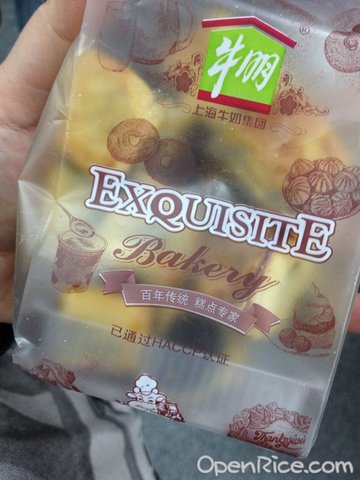 牛奶
上海牛奶集团
EXQUISITE
Bakery
百年传统 糕点专家
已通过HACCP认证
Thanksgivi
OpenRice.com